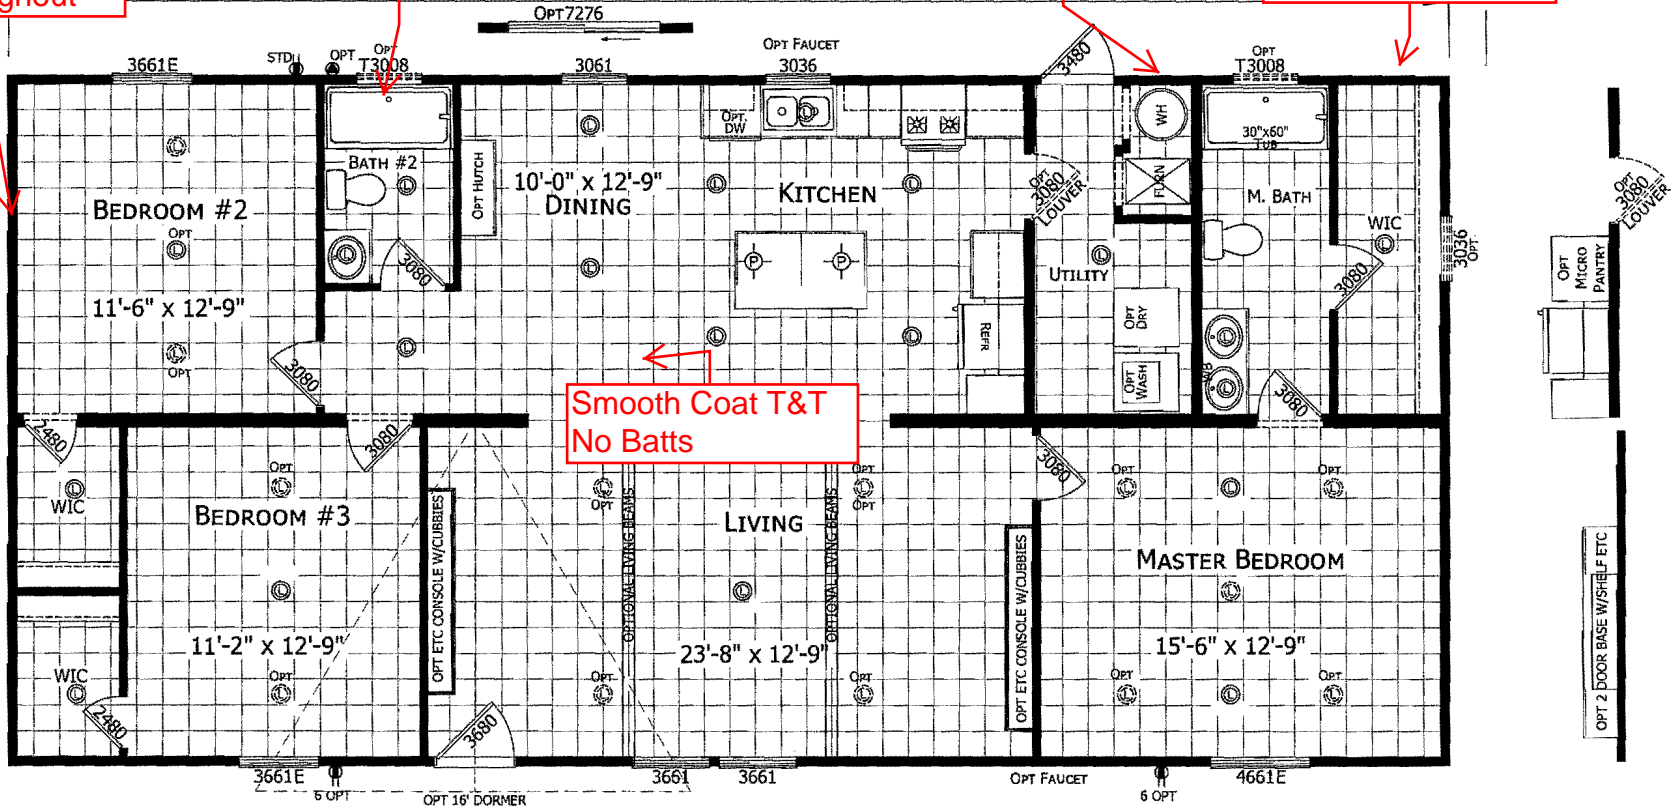 OPT7276
OPT FAUCET
STD
OPT
OPT
T3008
3661E
3061
3036
3480
OPT
T3008
OPT. DW
WH
30"x60"
TUB
BATH #2
OPT HUTCH
10'-0" x 12'-9"
DINING
KITCHEN
OPT
3080
LOUVER
FURN
M. BATH
WIC
OPT
3080
LOUVER
BEDROOM #2
OPT
3080
P
P
UTILITY
3080
3036
OPT.
OPT
MICRO
PANTRY
11'-6" x 12'-9"
OPT
DRY
REFR
OPT
3080
OPT
WASH
3080
Smooth Coat T&T
No Batts
2480
3080
3080
WIC
OPT
OPT
OPT
OPT
OPT
OPT
BEDROOM #3
OPT ETC CONSOLE W/CUBBIES
OPTIONAL LIVING BEAMS
LIVING
OPTIONAL LIVING BEAMS
OPT ETC CONSOLE W/CUBBIES
MASTER BEDROOM
OPT 2 DOOR BASE W/SHELF ETC
11'-2" x 12'-9"
23'-8" x 12'-9"
15'-6" x 12'-9"
WIC
OPT
OPT
OPT
OPT
OPT
2480
3680
3661E
3661
3661
OPT FAUCET
4661E
6 OPT
OPT 16' DORMER
6 OPT